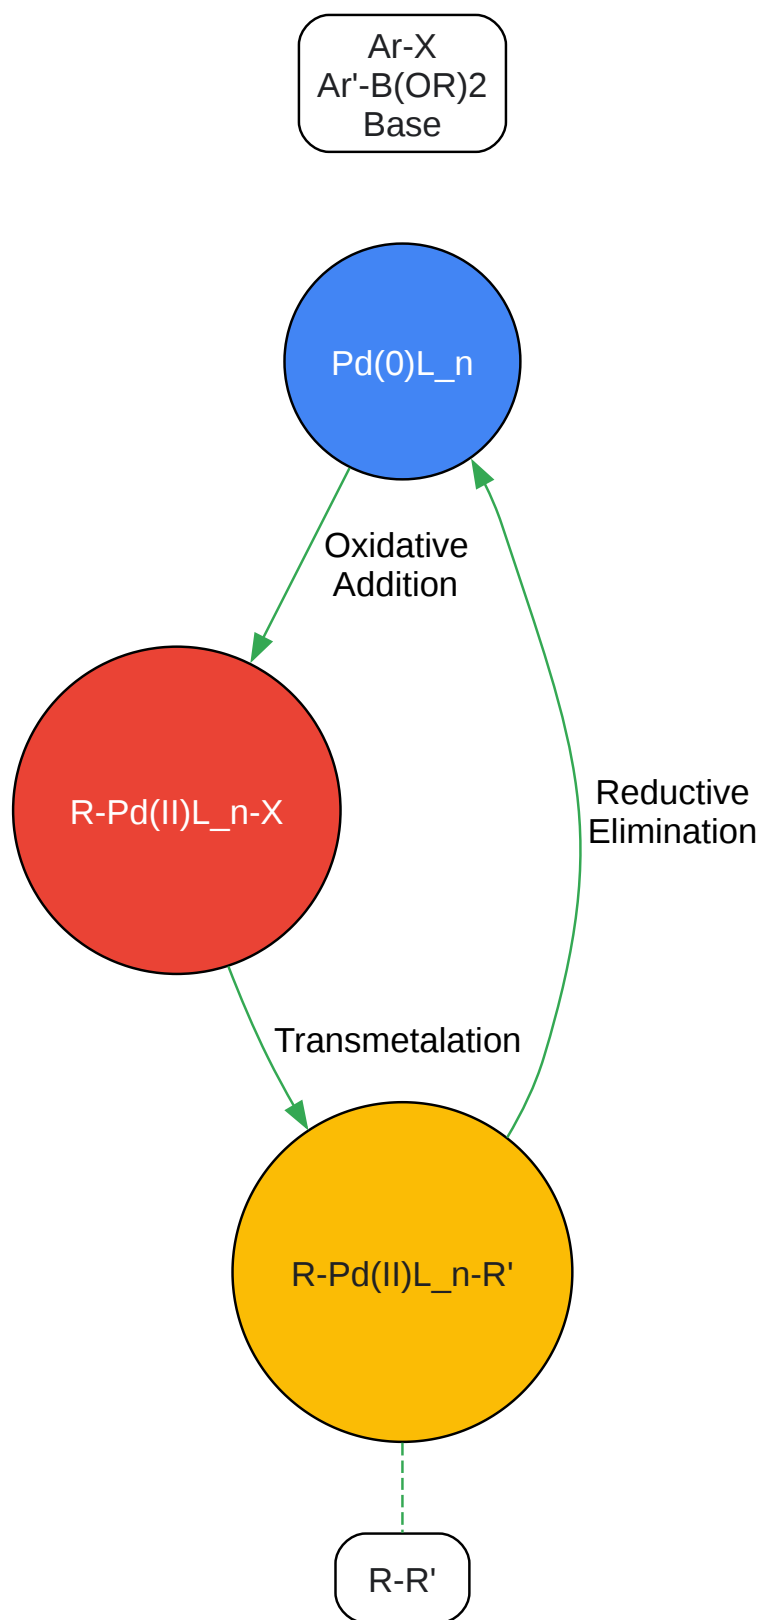 Ar-X
Ar'-B(OR)2
Base
Pd(0)L_n
Oxidative
Addition
R-Pd(II)L_n-X
Reductive
Elimination
Transmetalation
R-Pd(II)L_n-R'
R-R'